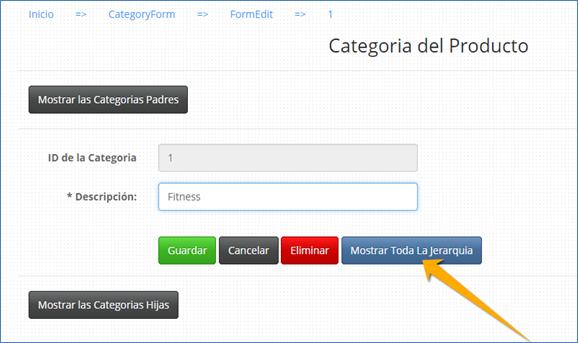 Inicio => CategoryForm => FormEdit => 1
Categoria del Producto
Mostrar las Categorias Padres
ID de la Categoria 1
* Descripción: Fitness
Guardar Cancelar Eliminar Mostrar Toda La Jerarquia
Mostrar las Categorias Hijas